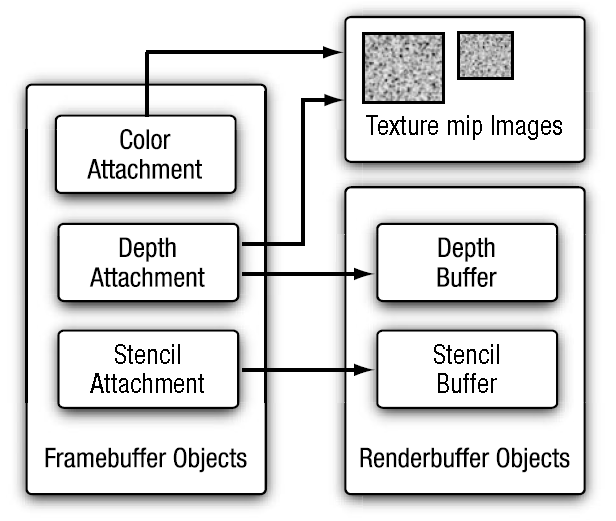 Color
Attachment
Depth
Attachment
Stencil
Attachment
Framebuffer Objects
Texture mip Images
Depth
Buffer
Stencil
Buffer
Renderbuffer Objects